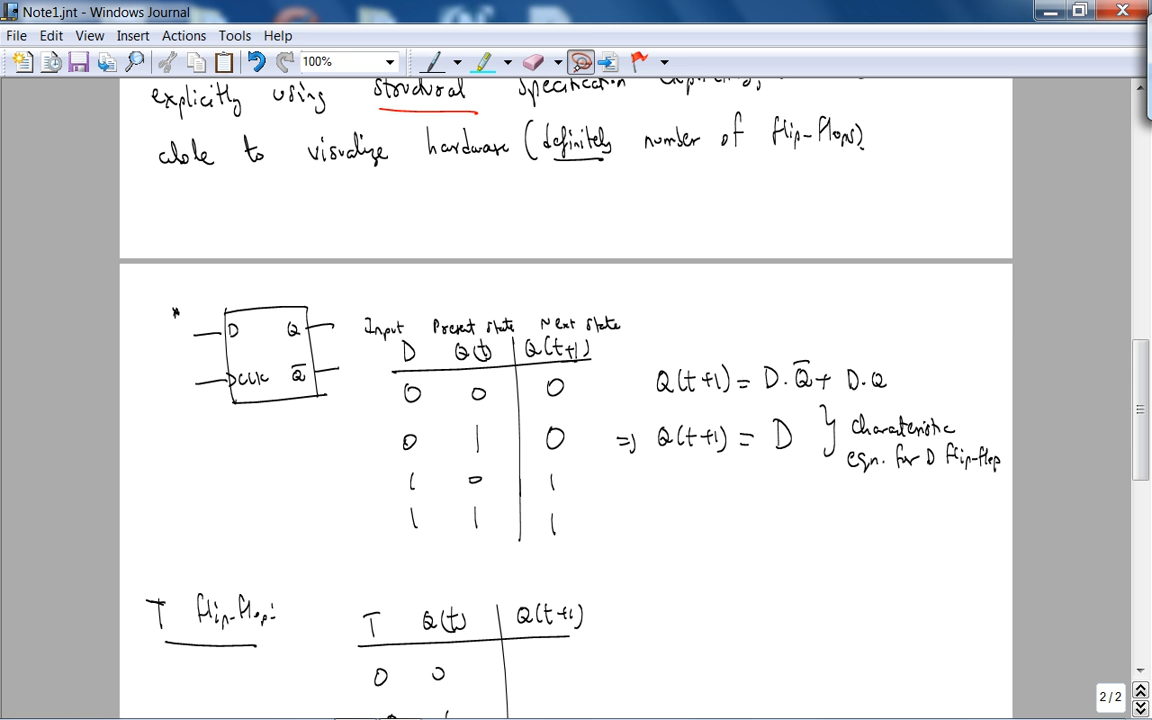 Note1.jnt - Windows Journal
File Edit View Insert Actions Tools Help
100%
explicitly using structural specification
able to visualize hardware (definitely number of flip-flops).
* D Q
CLK Q̅
Input Present state Next state
D Q(t) Q(t+1)
0 0 0
0 1 0
1 0 1
1 1 1
Q(t+1) = D.Q̅ + D.Q
=> Q(t+1) = D } characteristic
eqn. for D flip-flop
T flip-flop:
T Q(t) Q(t+1)
0 0
1
2 / 2